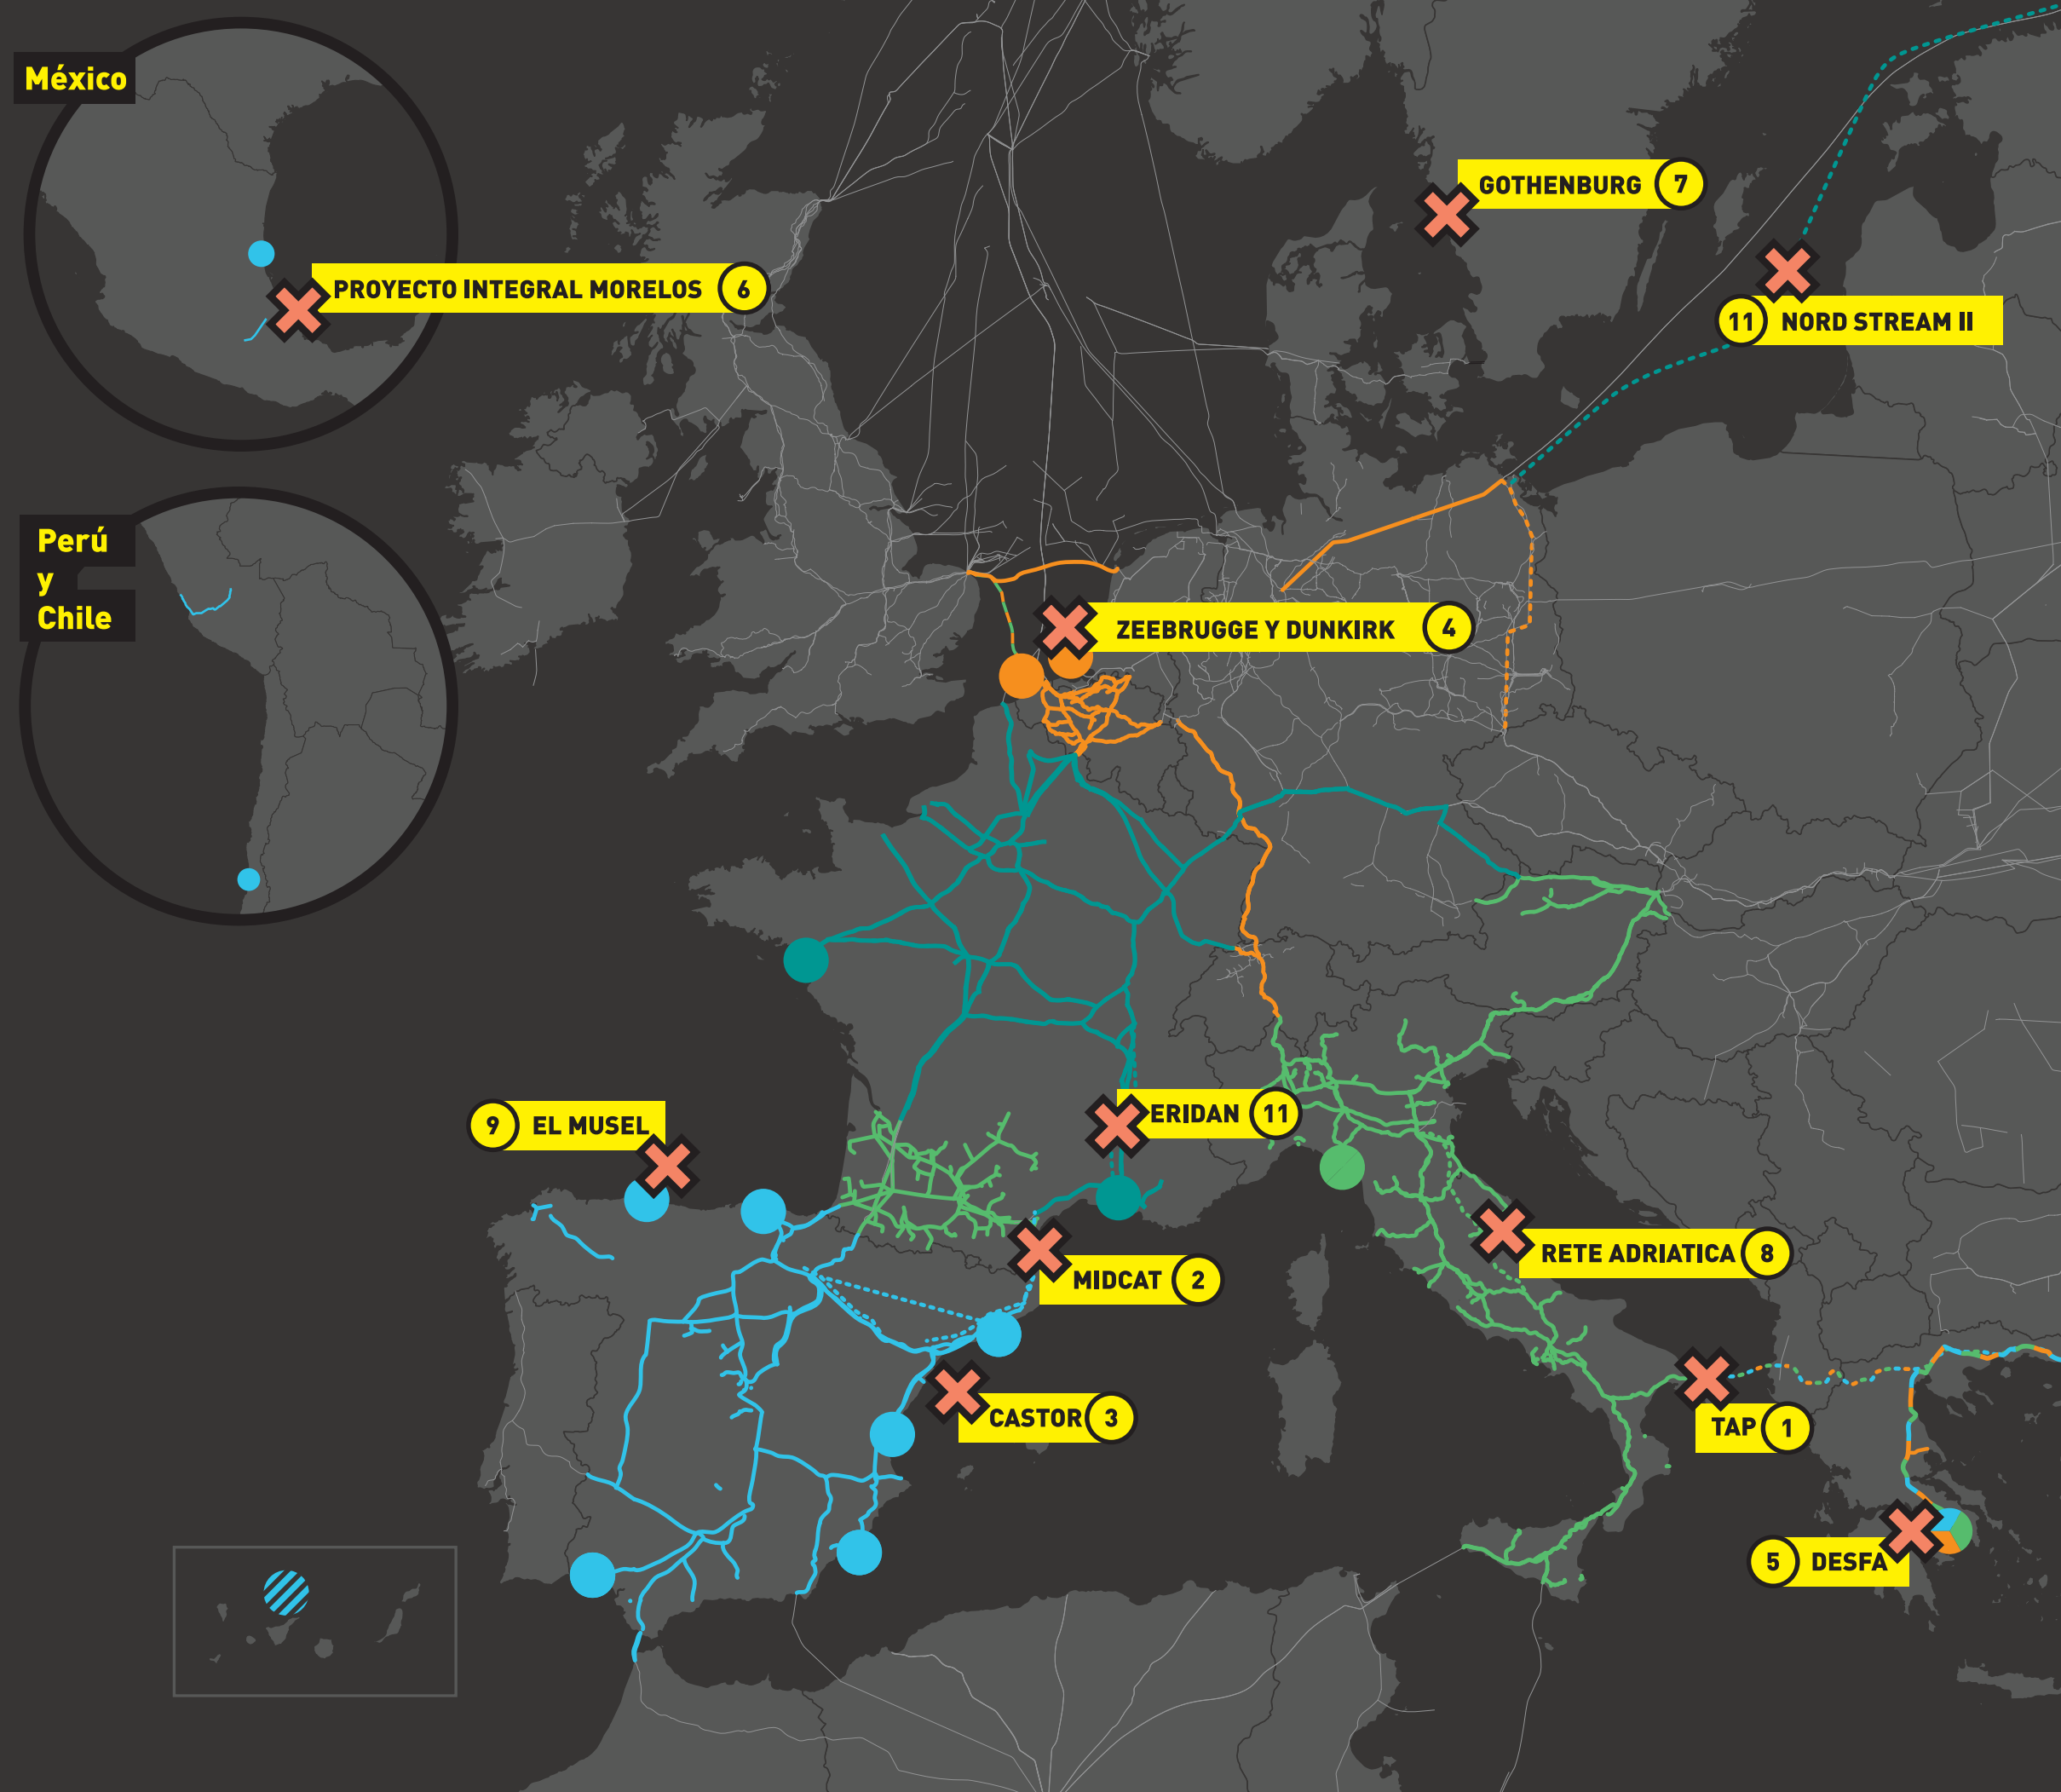 México
GOTHENBURG 7
PROYECTO INTEGRAL MORELOS 6
11 NORD STREAM II
Perú
y
Chile
ZEEBRUGGE Y DUNKIRK 4
ERIDAN 11
9 EL MUSEL
RETE ADRIATICA 8
MIDCAT 2
CASTOR 3
TAP 1
5 DESFA